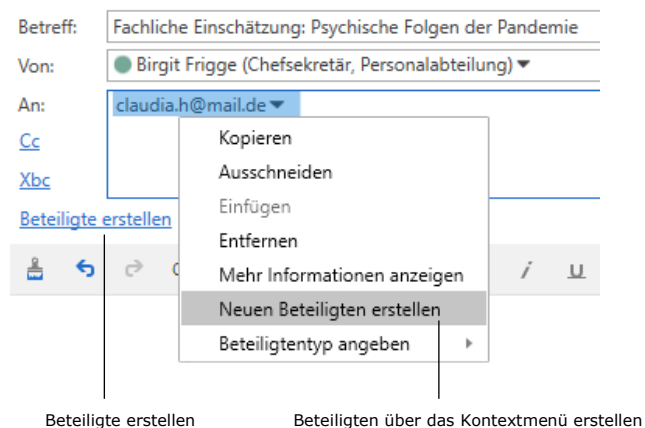 Betreff: Fachliche Einschätzung: Psychische Folgen der Pandemie
Von: Birgit Frigge (Chefsekretär, Personalabteilung)
An: claudia.h@mail.de
Cc
Xbc
Beteiligte erstellen
Kopieren
Ausschneiden
Einfügen
Entfernen
Mehr Informationen anzeigen
Neuen Beteiligten erstellen
Beteiligtentyp angeben
i U
Beteiligte erstellen
Beteiligten über das Kontextmenü erstellen